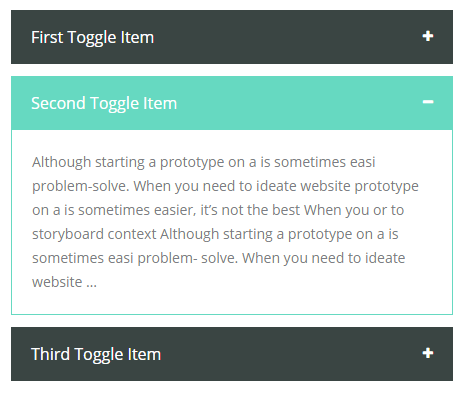 First Toggle Item
Second Toggle Item
Although starting a prototype on a is sometimes easi
problem-solve. When you need to ideate website prototype
on a is sometimes easier, it’s not the best When you or to
storyboard context Although starting a prototype on a is
sometimes easi problem- solve. When you need to ideate
website ...
Third Toggle Item